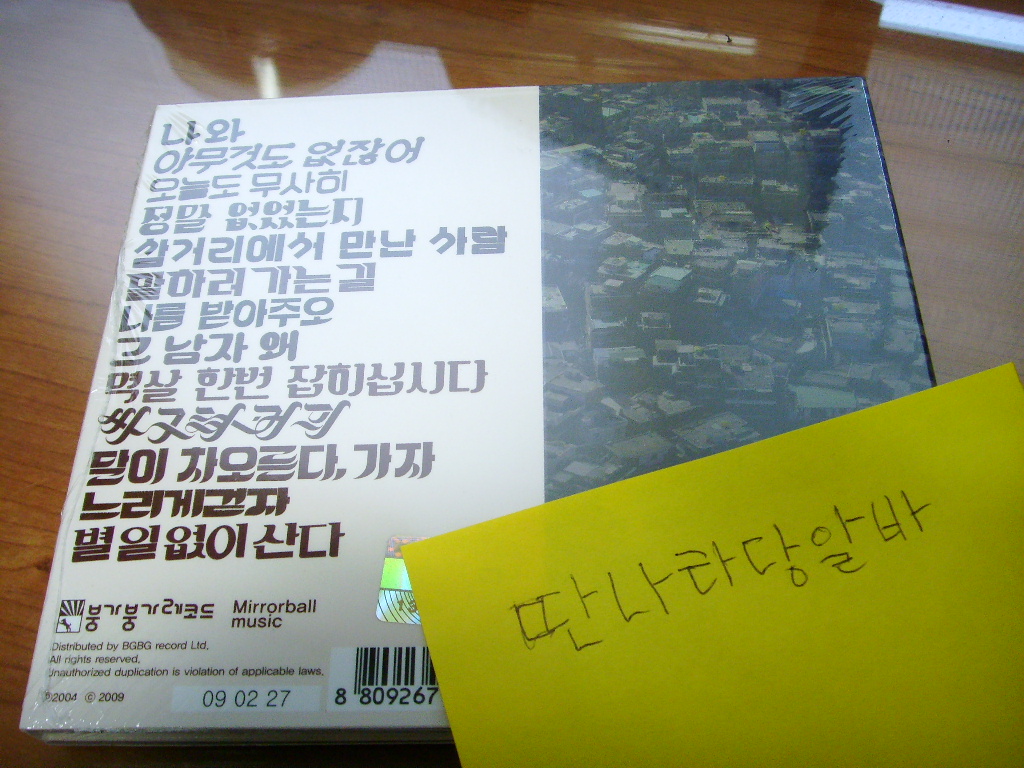 나와
아무것도 없잖어
오늘도 무사히
정말 없었는지
삼거리에서 만난 사람
말하러 가는 길
나를 받아주오
그 남자 왜
멱살 한번 잡히십시다
싸구려커피
달이 차오른다, 가자
느리게걷자
별일없이 산다
붕가붕가레코드
Mirrorball music
Distributed by BGBG record Ltd,
All rights reserved,
Unauthorized duplication is violation of applicable laws,
℗2004 ©2009
09 02 27
8 809267
딴나라당알바